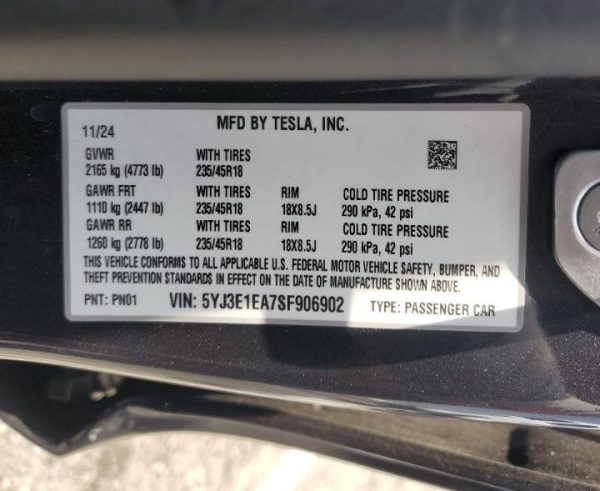 11/24 MFD BY TESLA, INC.
GVWR WITH TIRES
2165 kg (4773 lb) 235/45R18
GAWR FRT WITH TIRES RIM COLD TIRE PRESSURE
1110 kg (2447 lb) 235/45R18 18X8.5J 290 kPa, 42 psi
GAWR RR WITH TIRES RIM COLD TIRE PRESSURE
1260 kg (2778 lb) 235/45R18 18X8.5J 290 kPa, 42 psi
THIS VEHICLE CONFORMS TO ALL APPLICABLE U.S. FEDERAL MOTOR VEHICLE SAFETY, BUMPER, AND
THEFT PREVENTION STANDARDS IN EFFECT ON THE DATE OF MANUFACTURE SHOWN ABOVE.
PNT: PN01 VIN: 5YJ3E1EA7SF906902 TYPE: PASSENGER CAR